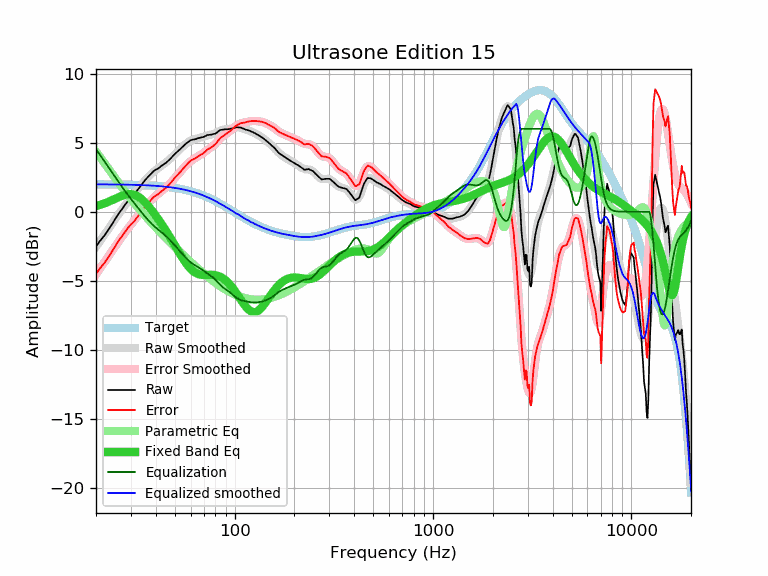 Ultrasone Edition 15
10
5
0
−5
−10
−15
−20
Amplitude (dBr)
Target
Raw Smoothed
Error Smoothed
Raw
Error
Parametric Eq
Fixed Band Eq
Equalization
Equalized smoothed
100
1000
10000
Frequency (Hz)